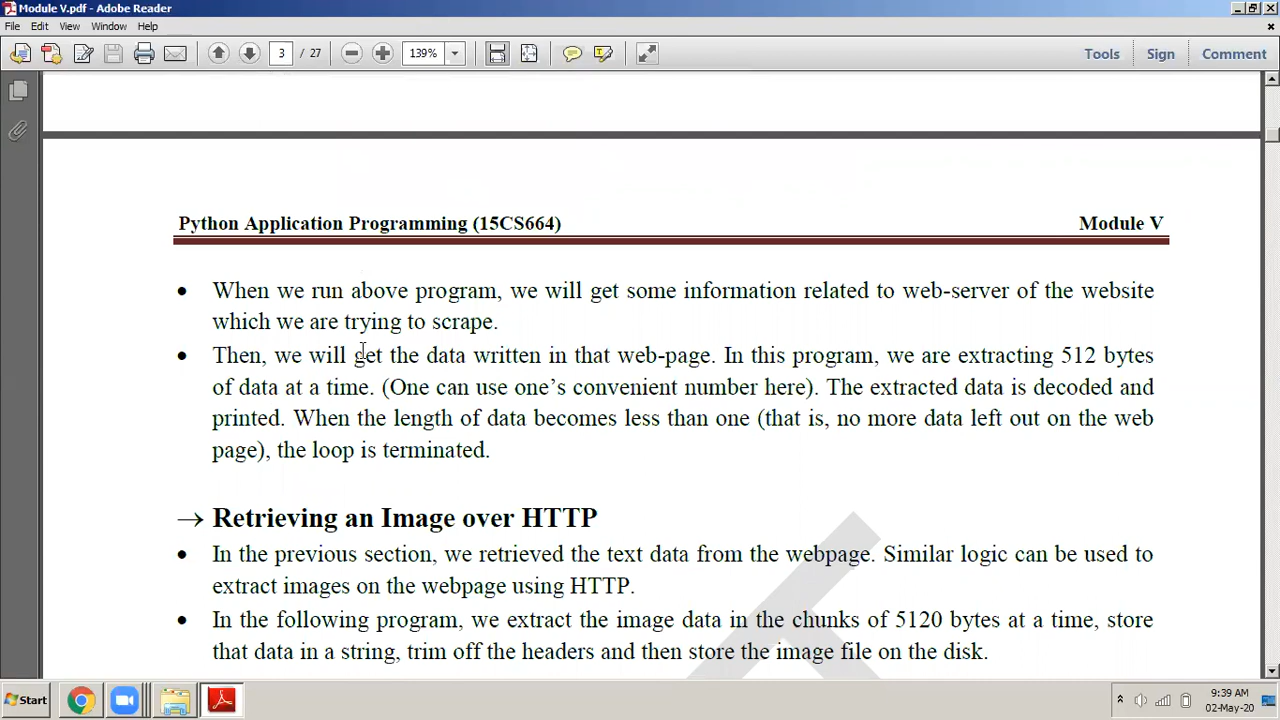 Module V.pdf - Adobe Reader
File Edit View Window Help
3 / 27 139% Tools Sign Comment
Python Application Programming (15CS664) Module V
• When we run above program, we will get some information related to web-server of the website
which we are trying to scrape.
• Then, we will get the data written in that web-page. In this program, we are extracting 512 bytes
of data at a time. (One can use one’s convenient number here). The extracted data is decoded and
printed. When the length of data becomes less than one (that is, no more data left out on the web
page), the loop is terminated.
→ Retrieving an Image over HTTP
• In the previous section, we retrieved the text data from the webpage. Similar logic can be used to
extract images on the webpage using HTTP.
• In the following program, we extract the image data in the chunks of 5120 bytes at a time, store
that data in a string, trim off the headers and then store the image file on the disk.
Start 9:39 AM
02-May-20